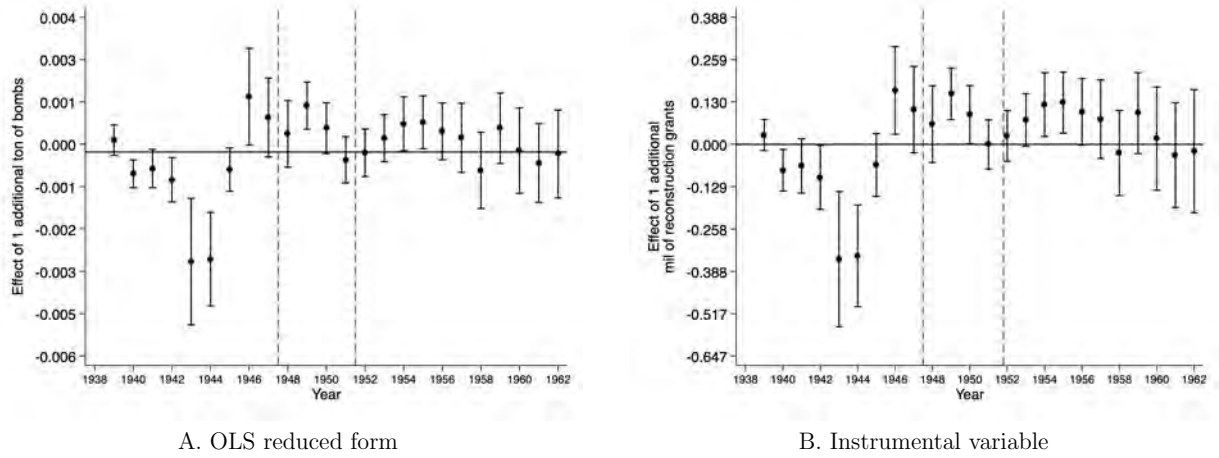 Effect of 1 additional ton of bombs
0.004
0.003
0.001
0.000
-0.001
-0.002
-0.003
-0.005
-0.006
1938 1940 1942 1944 1946 1948 1950 1952 1954 1956 1958 1960 1962
Year
A. OLS reduced form
Effect of 1 additional
mil of reconstruction grants
0.388
0.259
0.130
0.000
-0.129
-0.258
-0.388
-0.517
-0.647
1938 1940 1942 1944 1946 1948 1950 1952 1954 1956 1958 1960 1962
Year
B. Instrumental variable